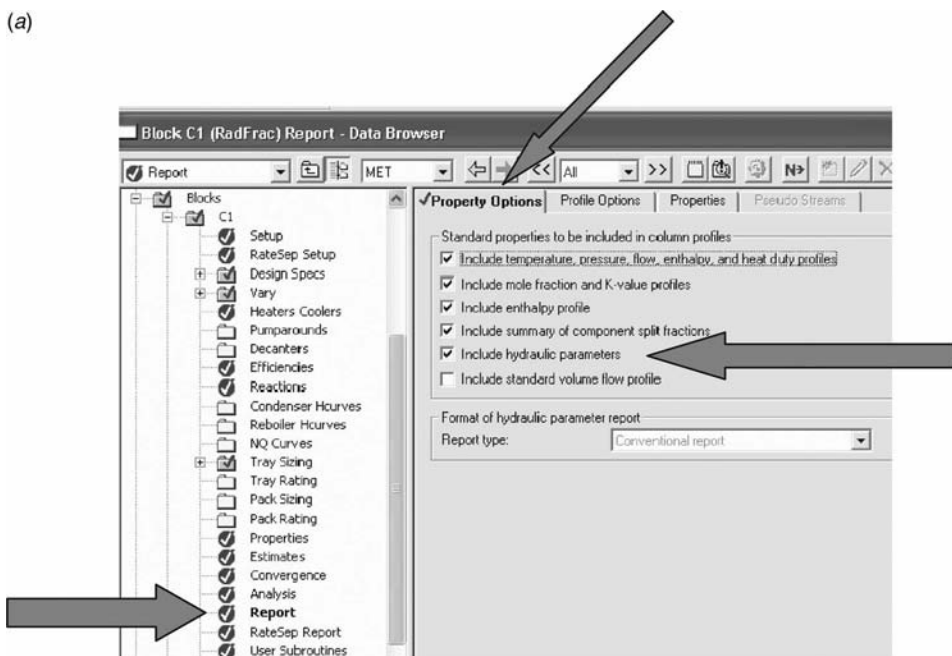 (a)
Block C1 (RadFrac) Report - Data Browser
Report MET << All >> N
Property Options Profile Options Properties Pseudo Streams
Blocks
C1
Setup
RateSep Setup
Design Specs
Vary
Heaters Coolers
Pumparounds
Decanters
Efficiencies
Reactions
Condenser Hcurves
Reboiler Hcurves
NQ Curves
Tray Sizing
Tray Rating
Pack Sizing
Pack Rating
Properties
Estimates
Convergence
Analysis
Report
RateSep Report
User Subroutines
Standard properties to be included in column profiles
Include temperature, pressure, flow, enthalpy, and heat duty profiles
Include mole fraction and K-value profiles
Include enthalpy profile
Include summary of component split fractions
Include hydraulic parameters
Include standard volume flow profile
Format of hydraulic parameter report
Report type: Conventional report